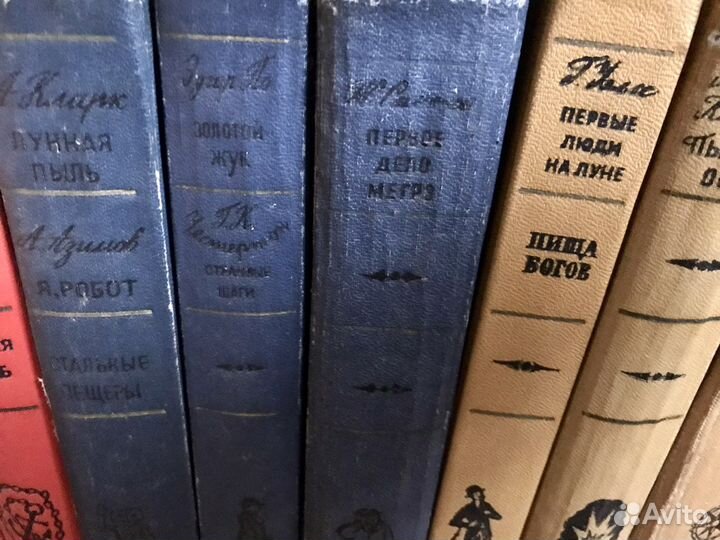 А. Кларк
ЛУННАЯ
ПЫЛЬ
А. Азимов
Я, РОБОТ
СТАЛЬНЫЕ
ПЕЩЕРЫ
Эдгар По
ЗОЛОТОЙ
ЖУК
Г.К.
Честертон
СТРАННЫЕ
ШАГИ
ПЕРВОЕ
ДЕЛО
МЕГРЭ
Г. Уэллс
ПЕРВЫЕ
ЛЮДИ
НА ЛУНЕ
ПИЩА
БОГОВ
Avito